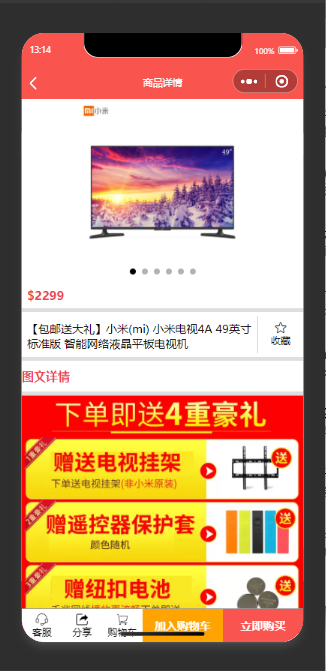 13:14
100%
商品详情
mi小米
49"
$2299
【包邮送大礼】小米(mi) 小米电视4A 49英寸
标准版 智能网络液晶平板电视机
收藏
图文详情
下单即送4重豪礼
1重豪礼
赠送电视挂架
下单送电视挂架(非小米原装)
送
2重豪礼
赠遥控器保护套
颜色随机
送
3重豪礼
赠纽扣电池
送
客服
分享
购物车
加入购物车
立即购买